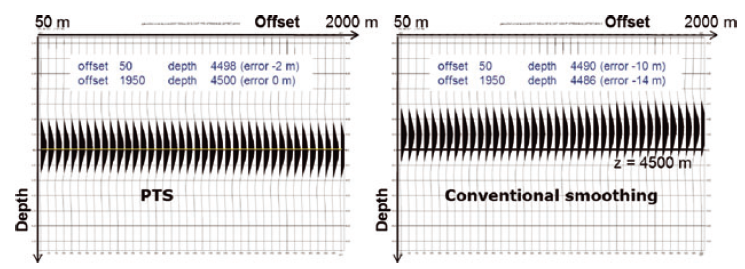 50 m Offset 2000 m
offset 50 depth 4498 (error -2 m)
offset 1950 depth 4500 (error 0 m)
PTS
Depth
50 m Offset 2000 m
offset 50 depth 4490 (error -10 m)
offset 1950 depth 4486 (error -14 m)
z = 4500 m
Conventional smoothing
Depth